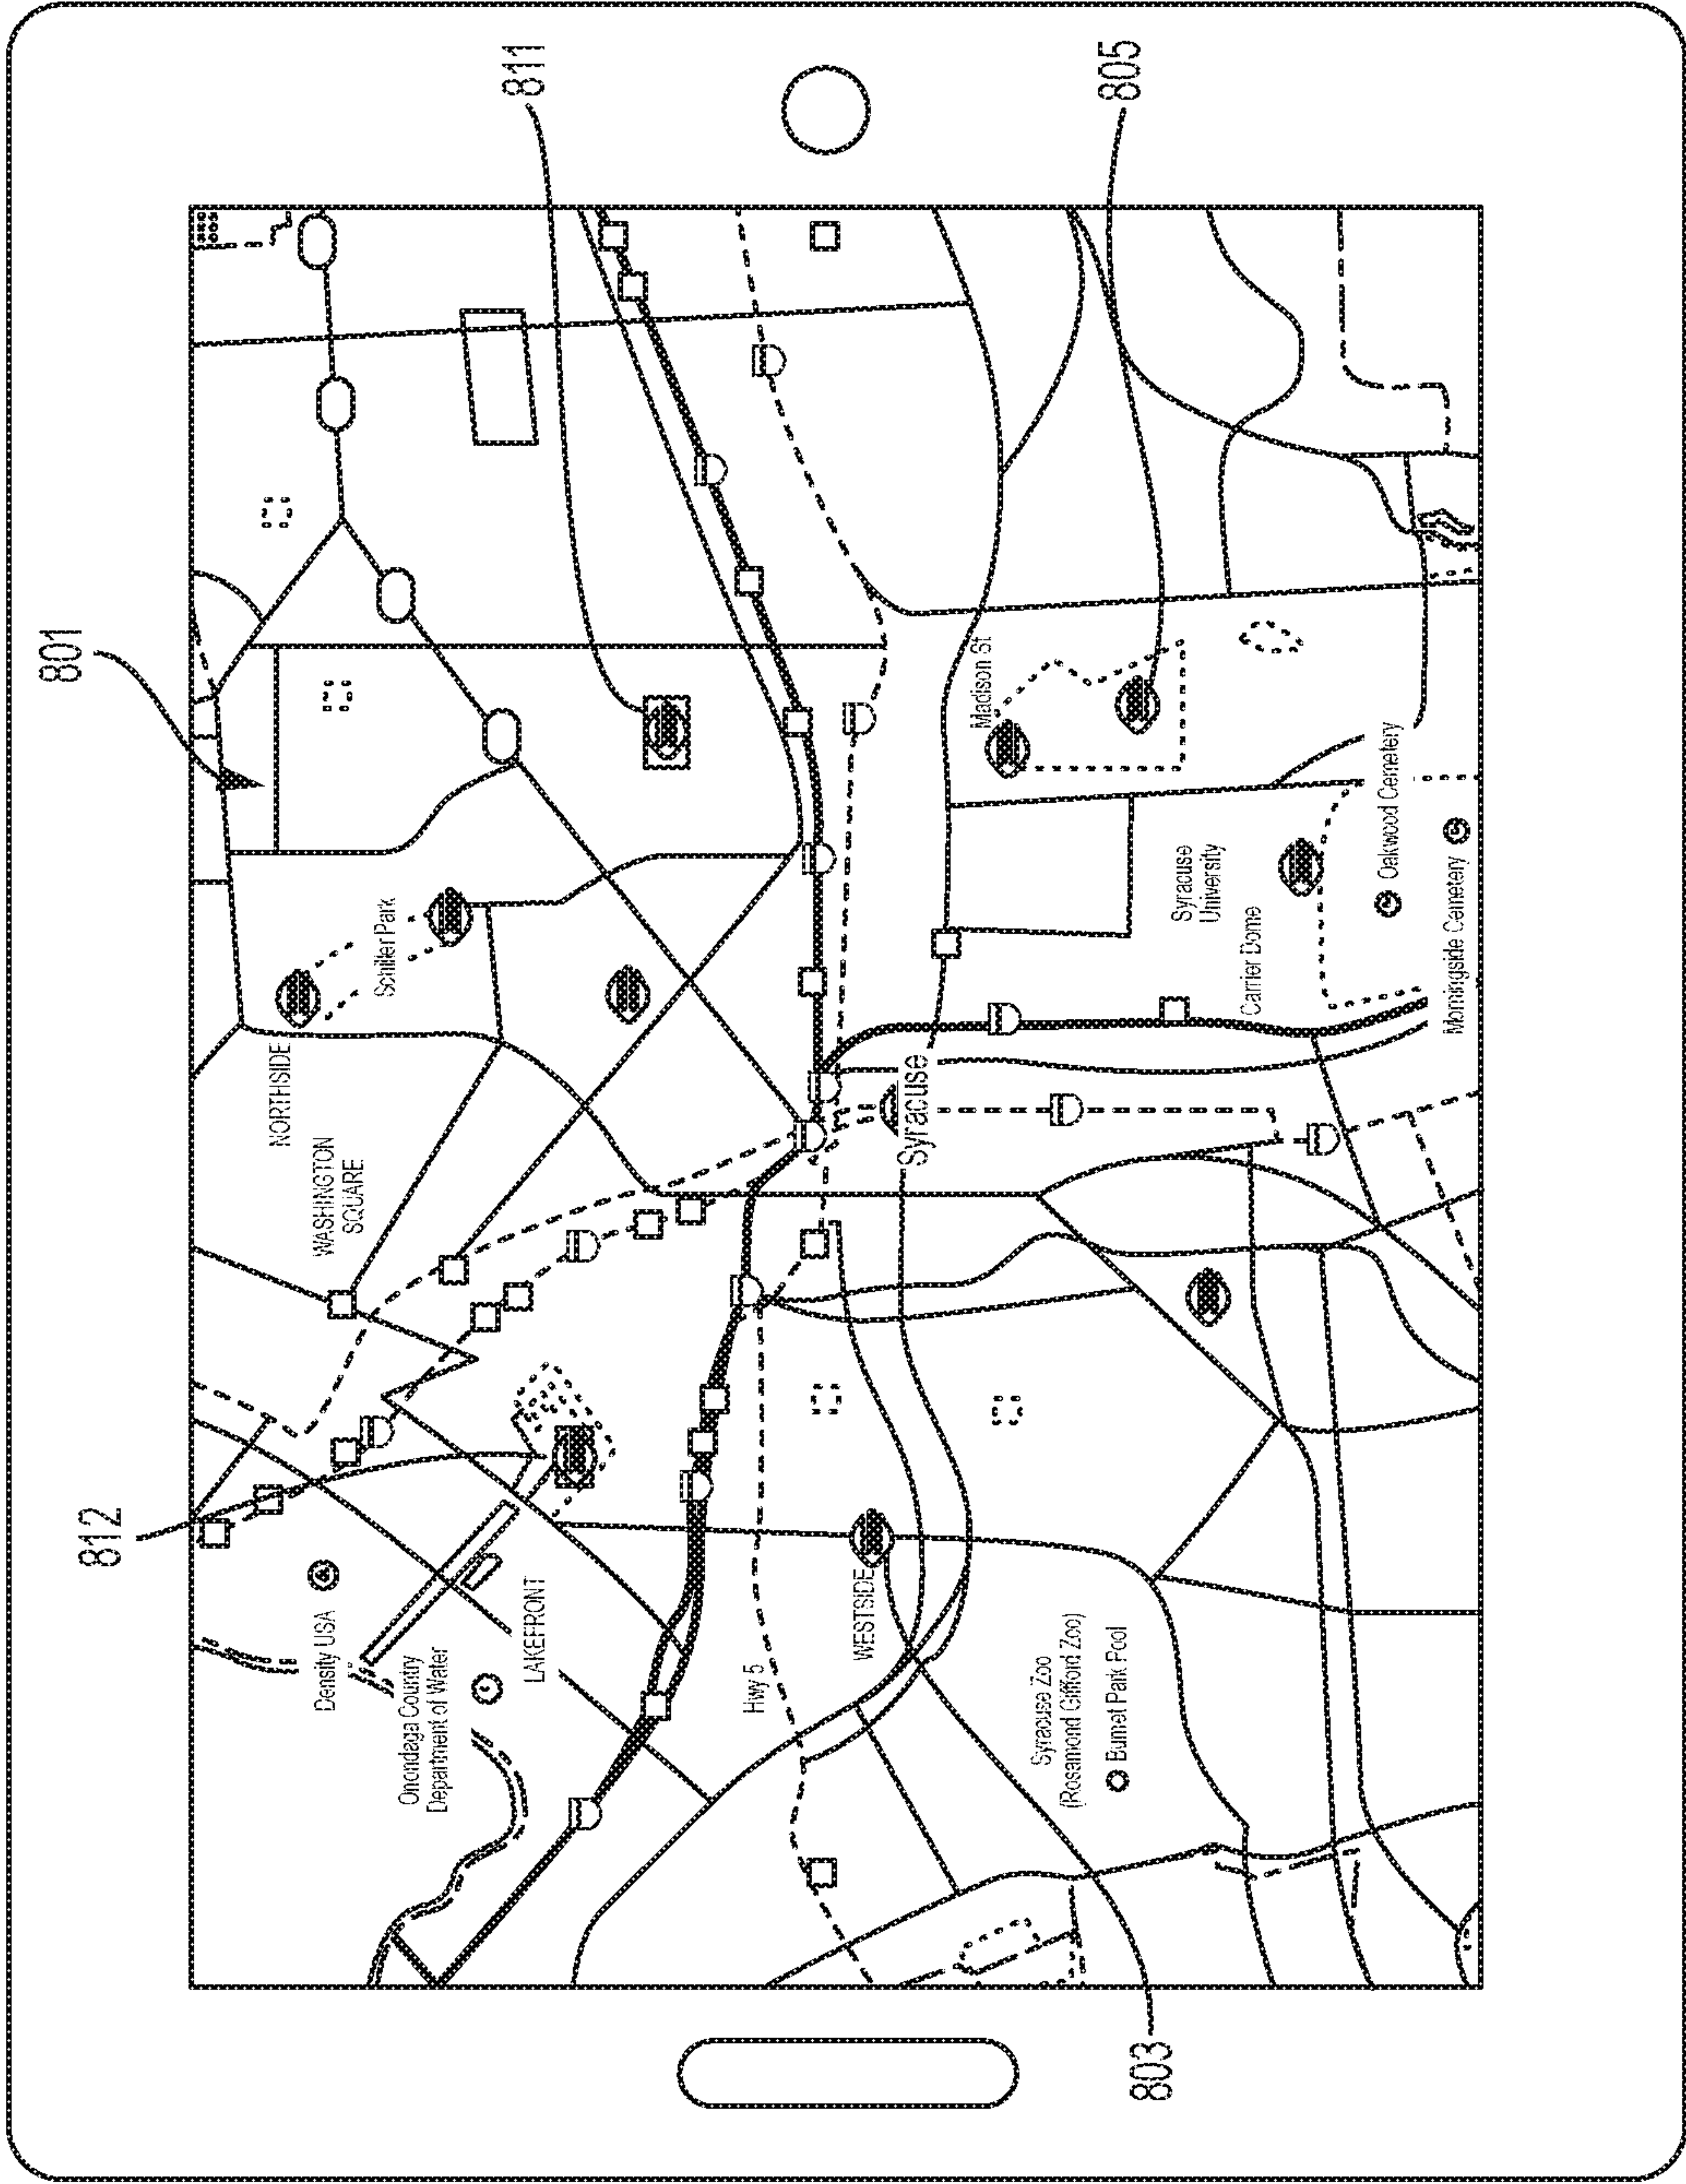 801
811
812
805
803
Density USA
Onondaga County
Department of Water
LAKEFRONT
WASHINGTON
SQUARE
NORTHSIDE
Schiller Park
Hwy 5
WESTSIDE
Syracuse
Madison St
Syracuse Zoo
(Rosamond Gifford Zoo)
Burnet Park Pool
Syracuse
University
Carrier Dome
Oakwood Cemetery
Morningside Cemetery